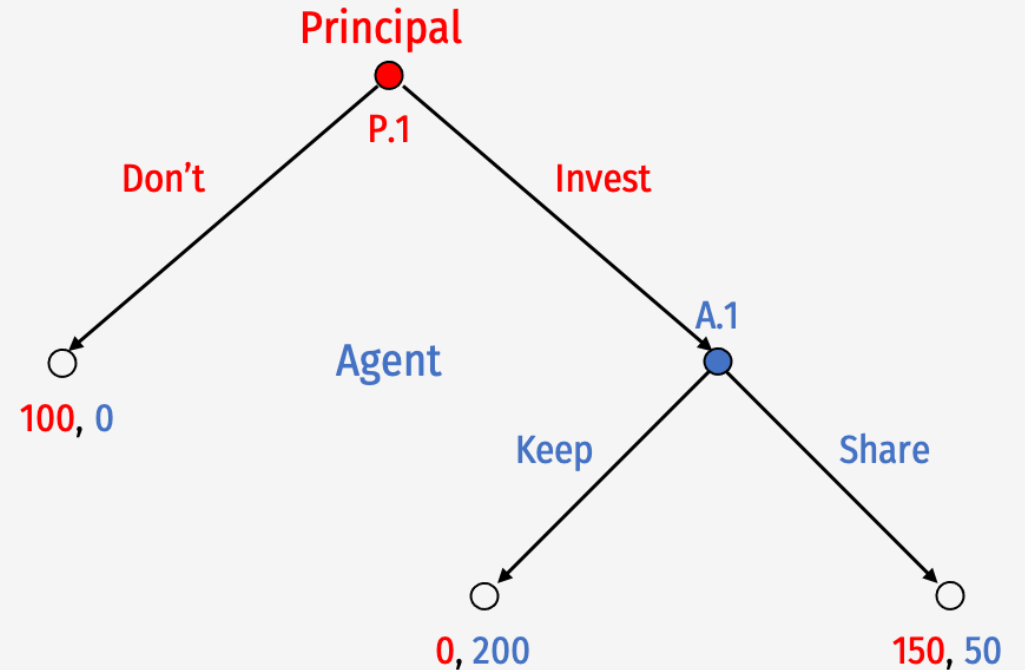 Principal
P.1
Don’t
Invest
A.1
Agent
100, 0
Keep
Share
0, 200
150, 50